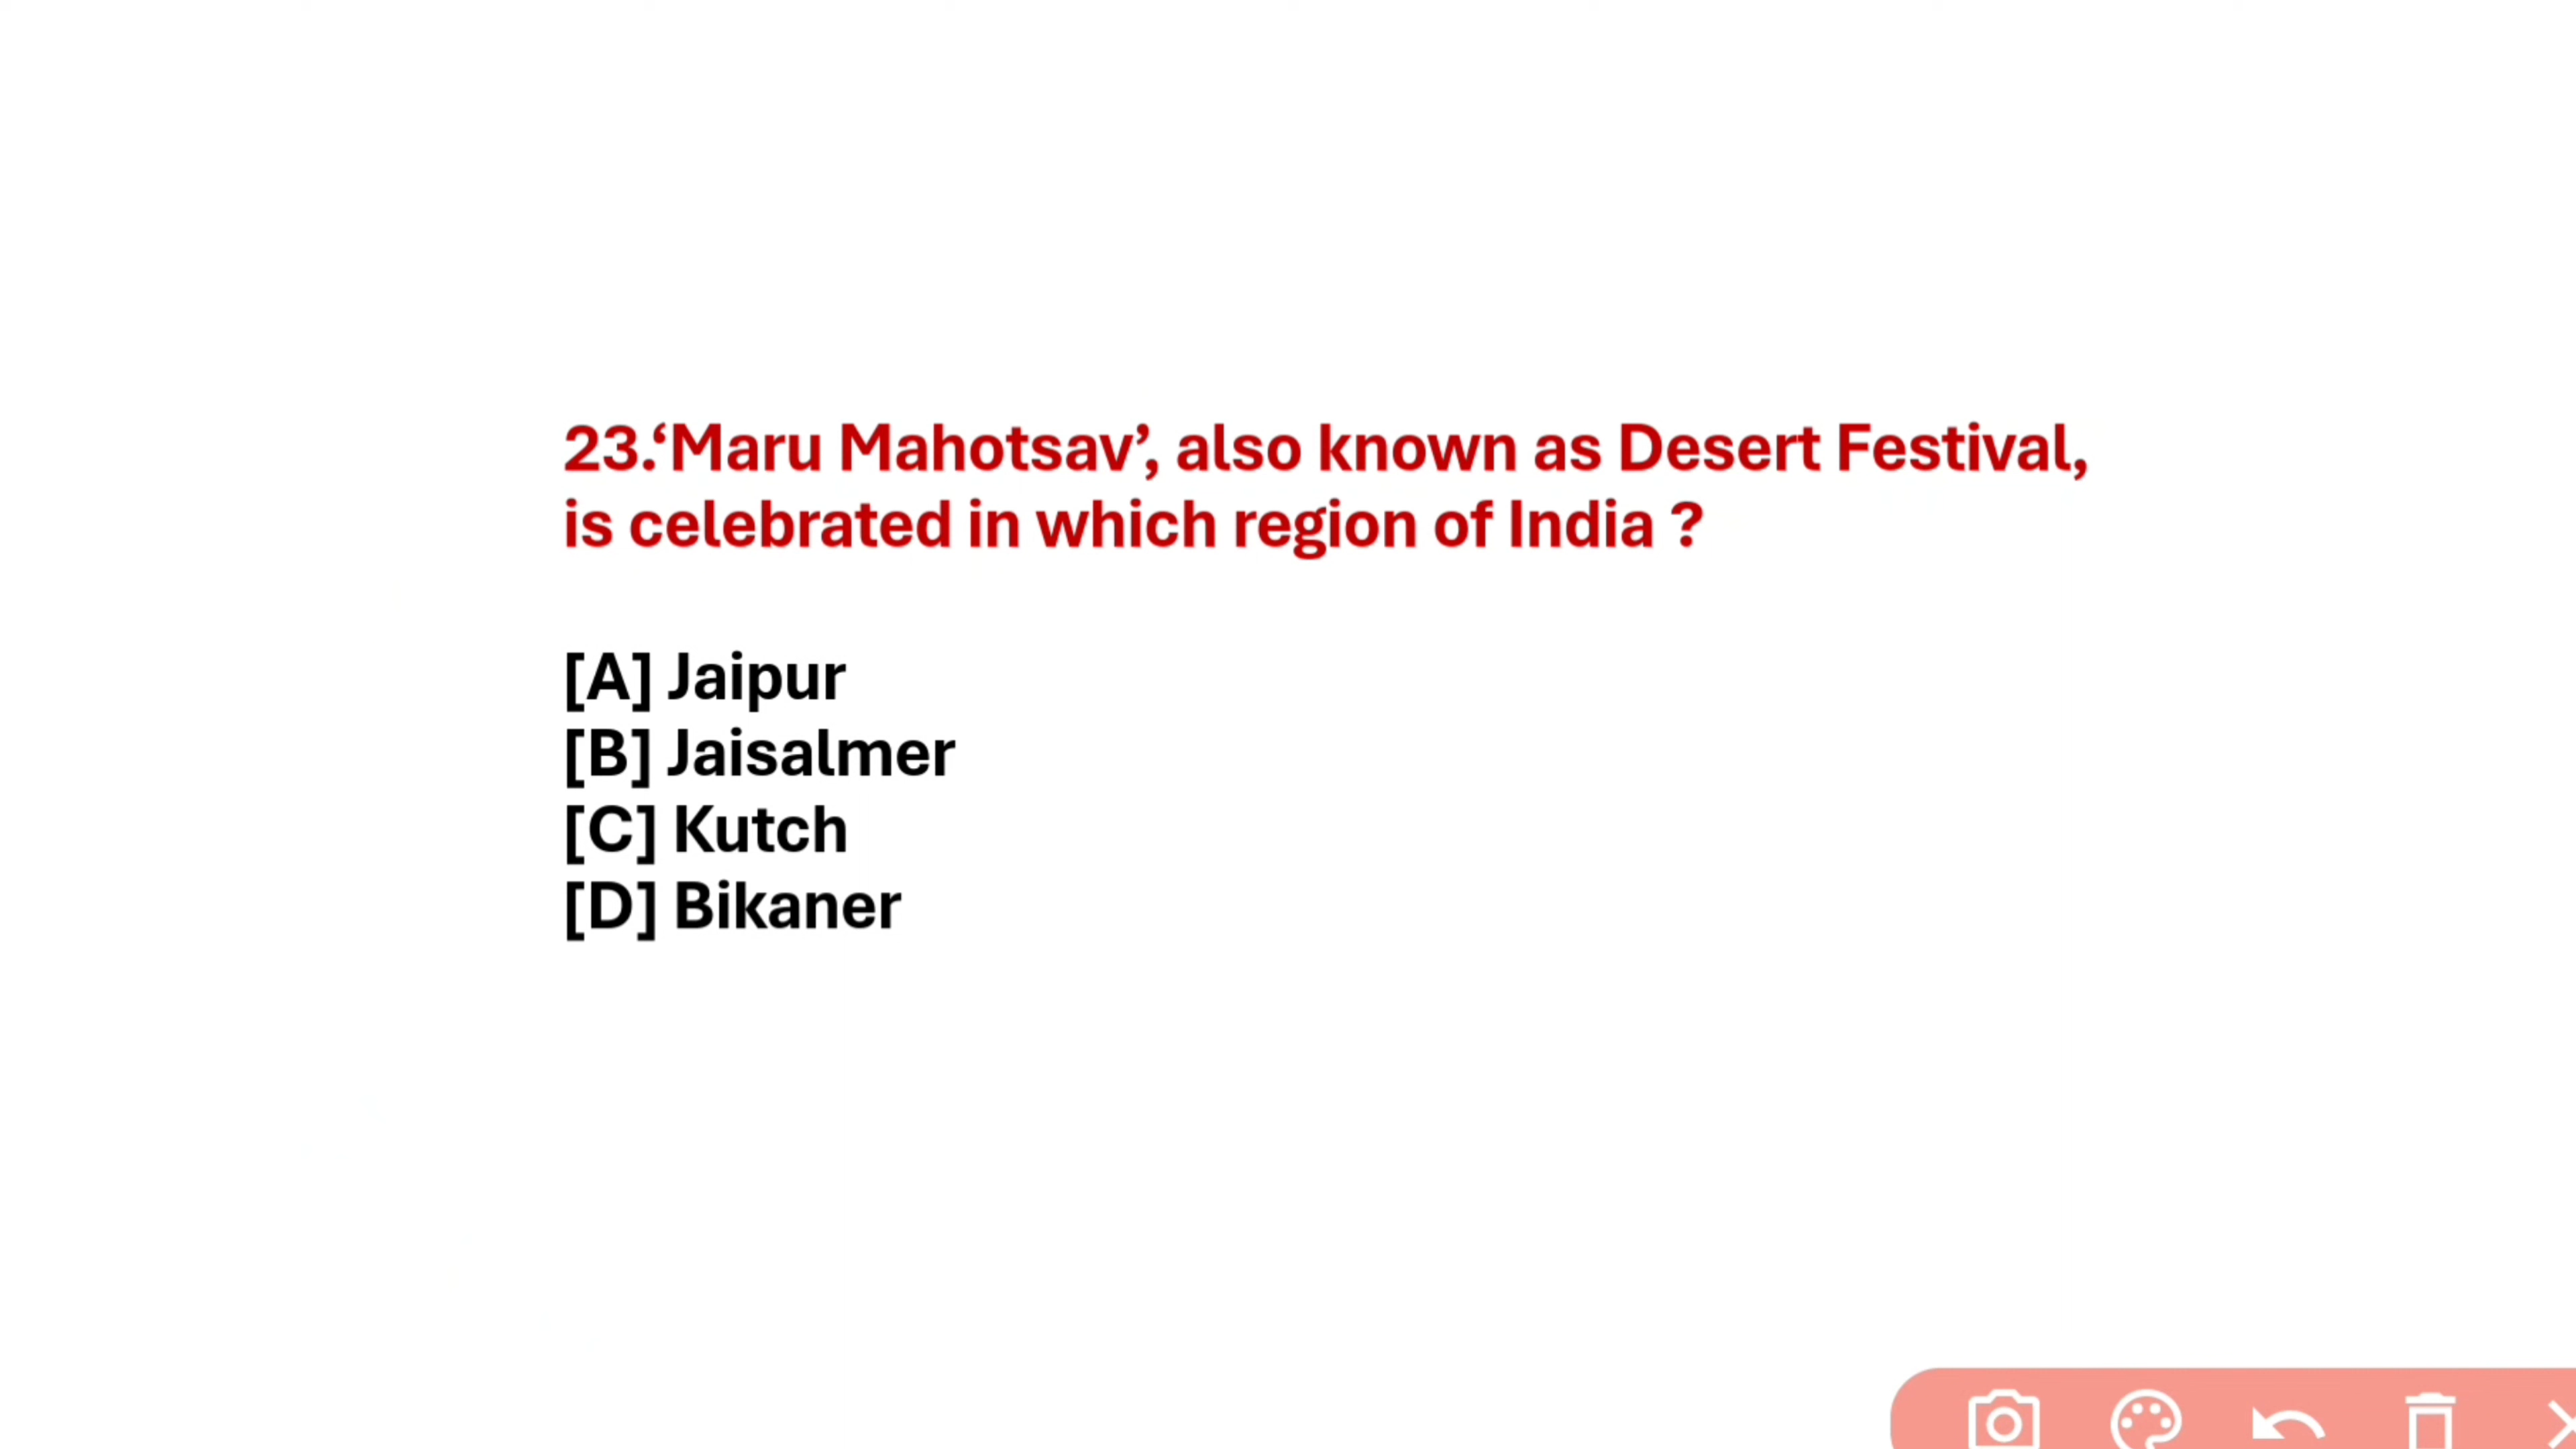 23.‘Maru Mahotsav’, also known as Desert Festival,
is celebrated in which region of India ?
[A] Jaipur
[B] Jaisalmer
[C] Kutch
[D] Bikaner